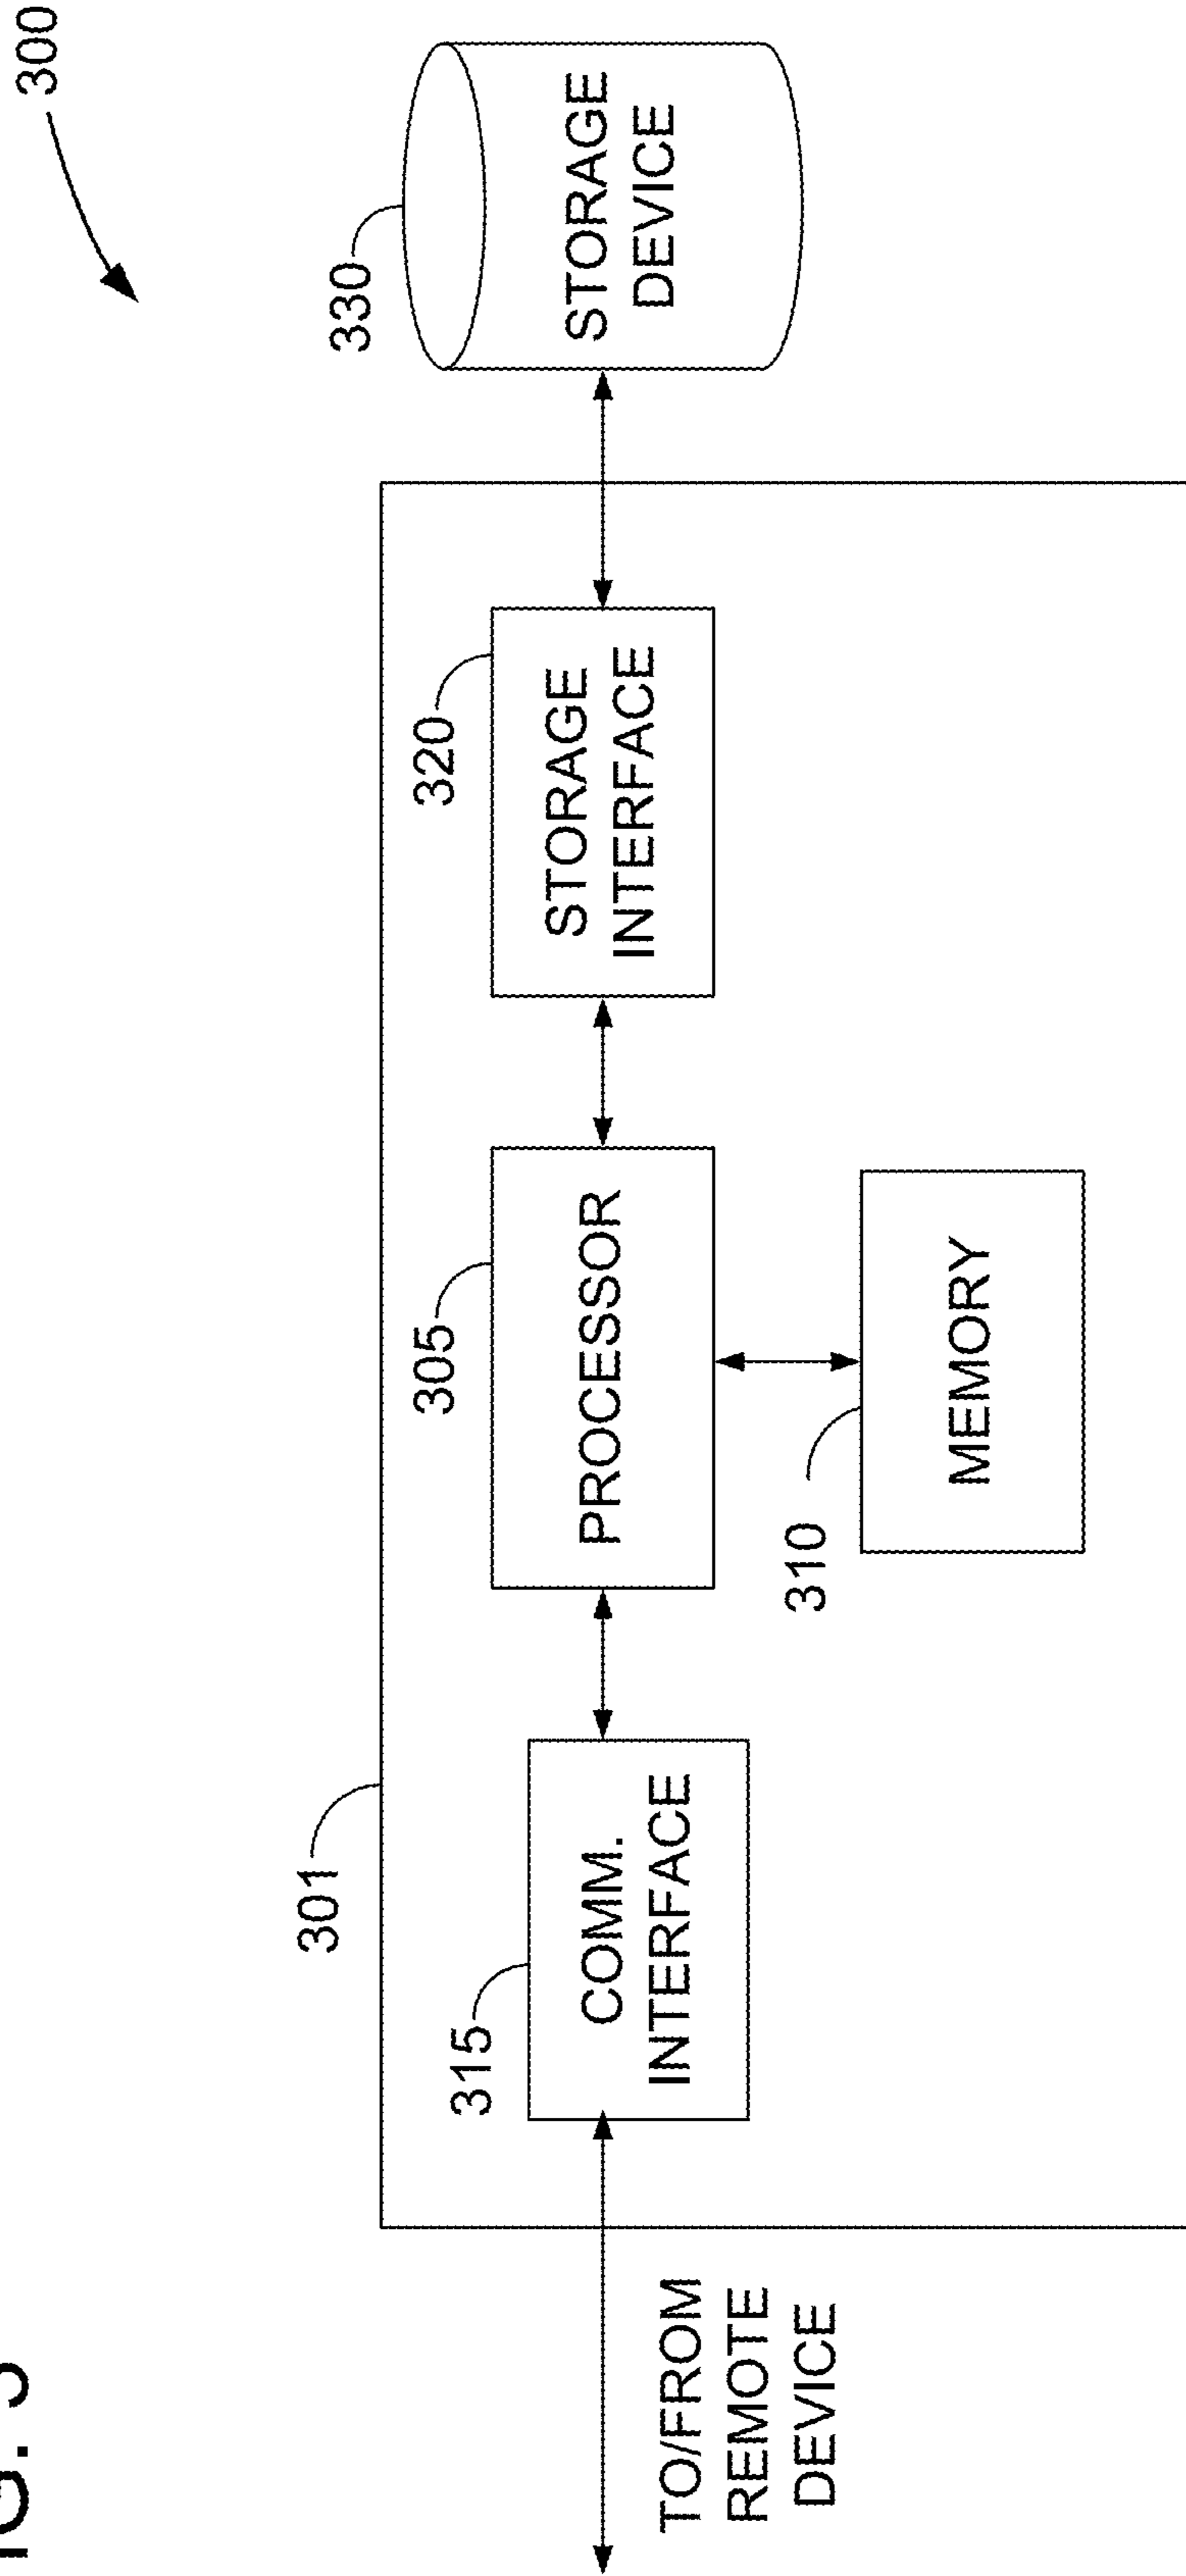 300
301
330
305
320
315
STORAGE
DEVICE
STORAGE
INTERFACE
PROCESSOR
COMM.
INTERFACE
TO/FROM
REMOTE
DEVICE
310
MEMORY